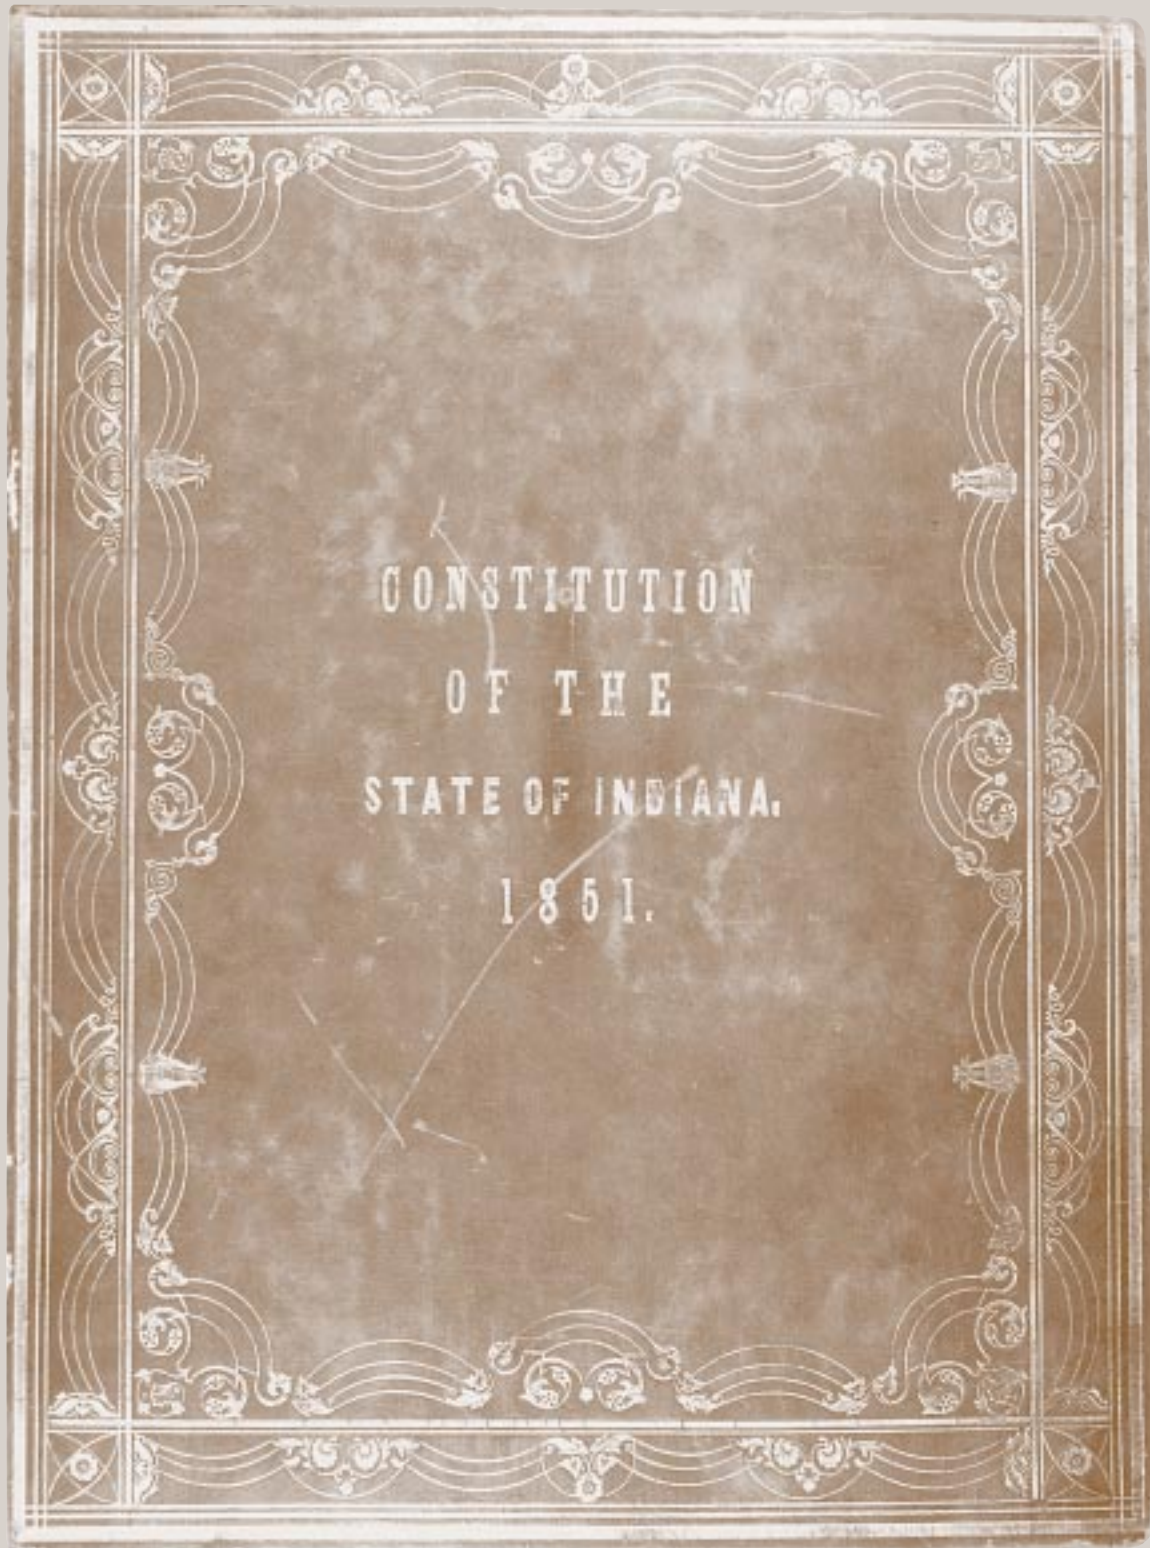 CONSTITUTION
OF THE
STATE OF INDIANA.
1851.